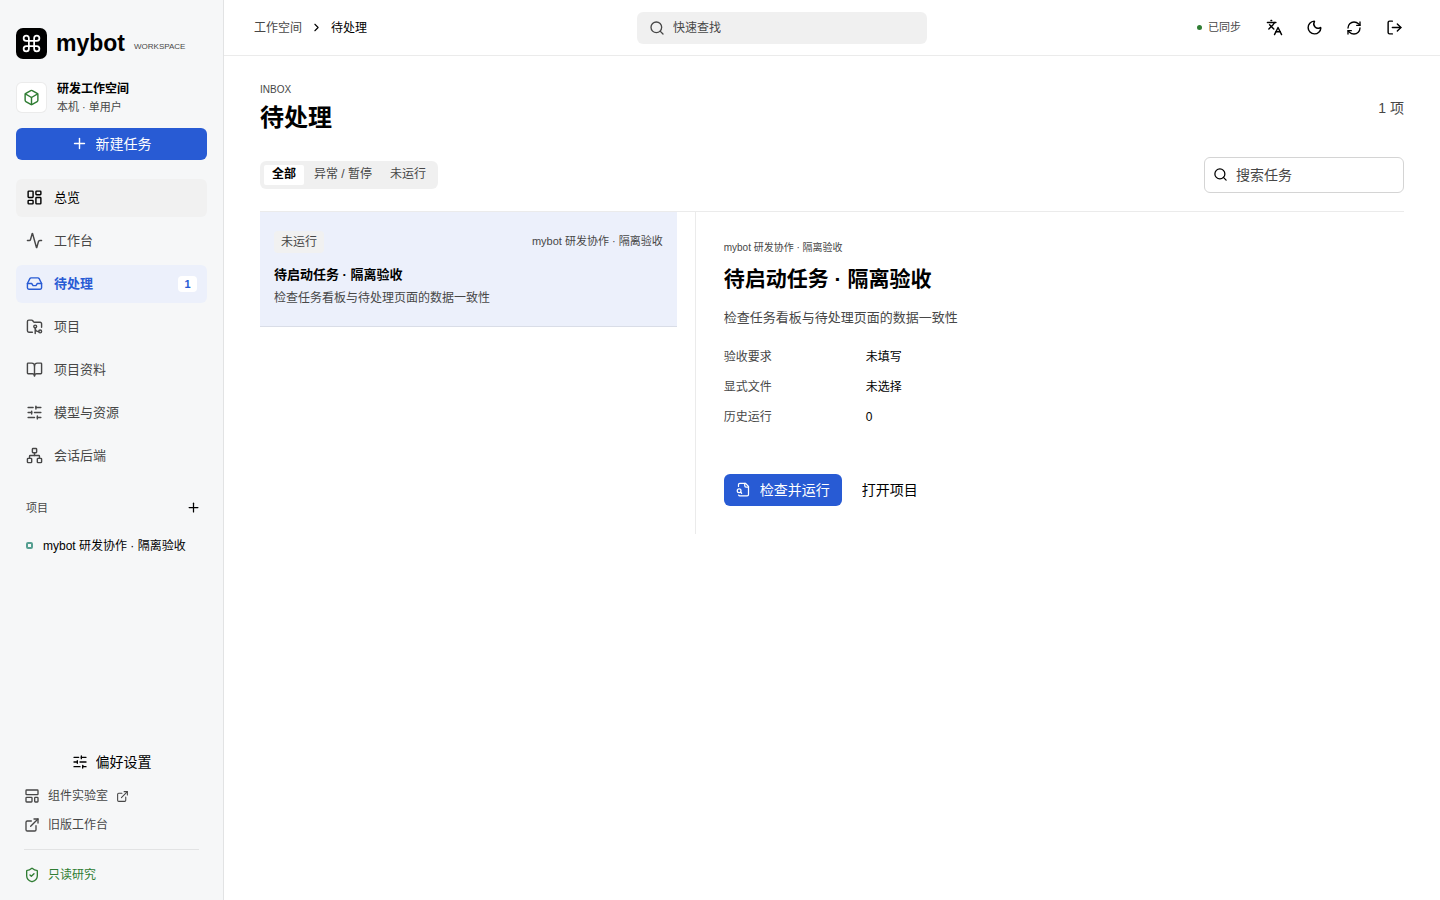 mybot WORKSPACE
研发工作空间
本机 · 单用户
新建任务
总览
工作台
待处理 1
项目
项目资料
模型与资源
会话后端
项目
mybot 研发协作 · 隔离验收
偏好设置
组件实验室
旧版工作台
只读研究
工作空间 待处理
快速查找
已同步
INBOX
待处理
1 项
全部 异常 / 暂停 未运行
搜索任务
未运行 mybot 研发协作 · 隔离验收
待启动任务 · 隔离验收
检查任务看板与待处理页面的数据一致性
mybot 研发协作 · 隔离验收
待启动任务 · 隔离验收
检查任务看板与待处理页面的数据一致性
验收要求 未填写
显式文件 未选择
历史运行 0
检查并运行 打开项目